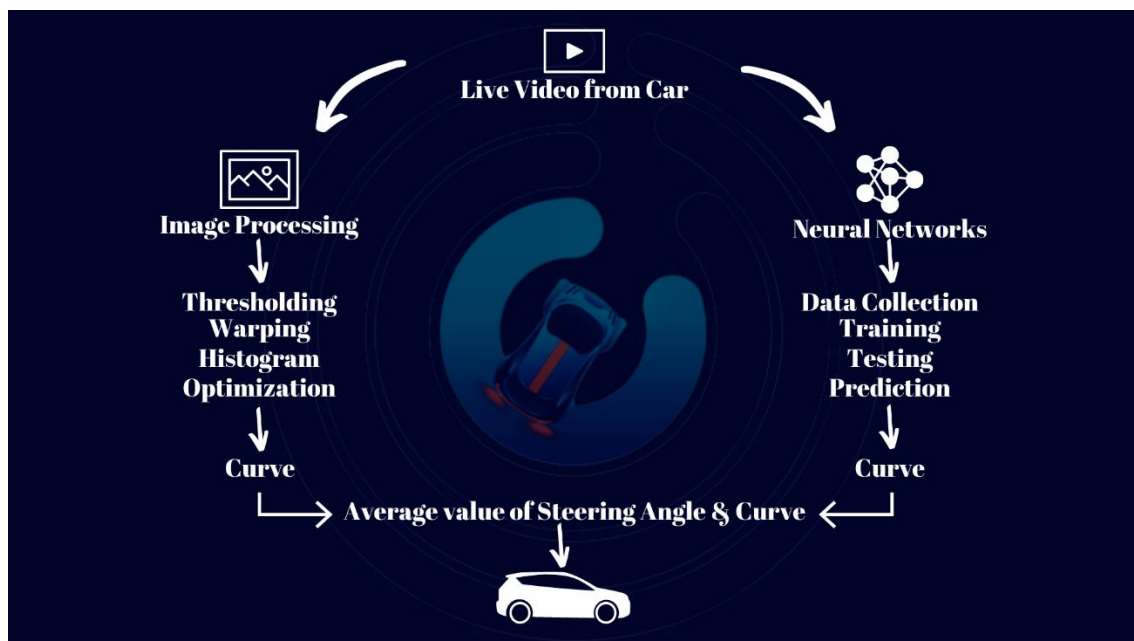 Live Video from Car
Image Processing
Thresholding
Warping
Histogram
Optimization
Curve
Neural Networks
Data Collection
Training
Testing
Prediction
Curve
Average value of Steering Angle & Curve